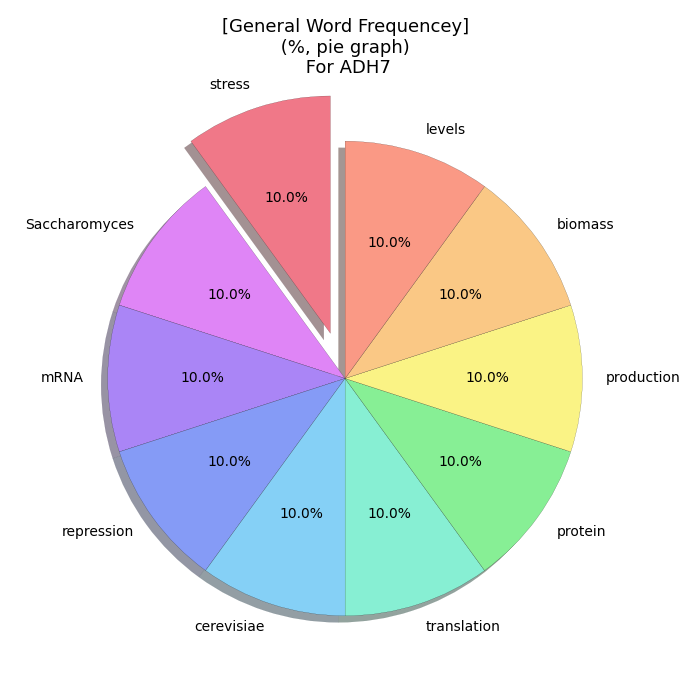 [General Word Frequencey]
(%, pie graph)
For ADH7
stress
levels
10.0%
Saccharomyces
biomass
10.0%
10.0%
10.0%
mRNA
10.0%
10.0%
production
10.0%
10.0%
10.0%
10.0%
repression
protein
cerevisiae
translation